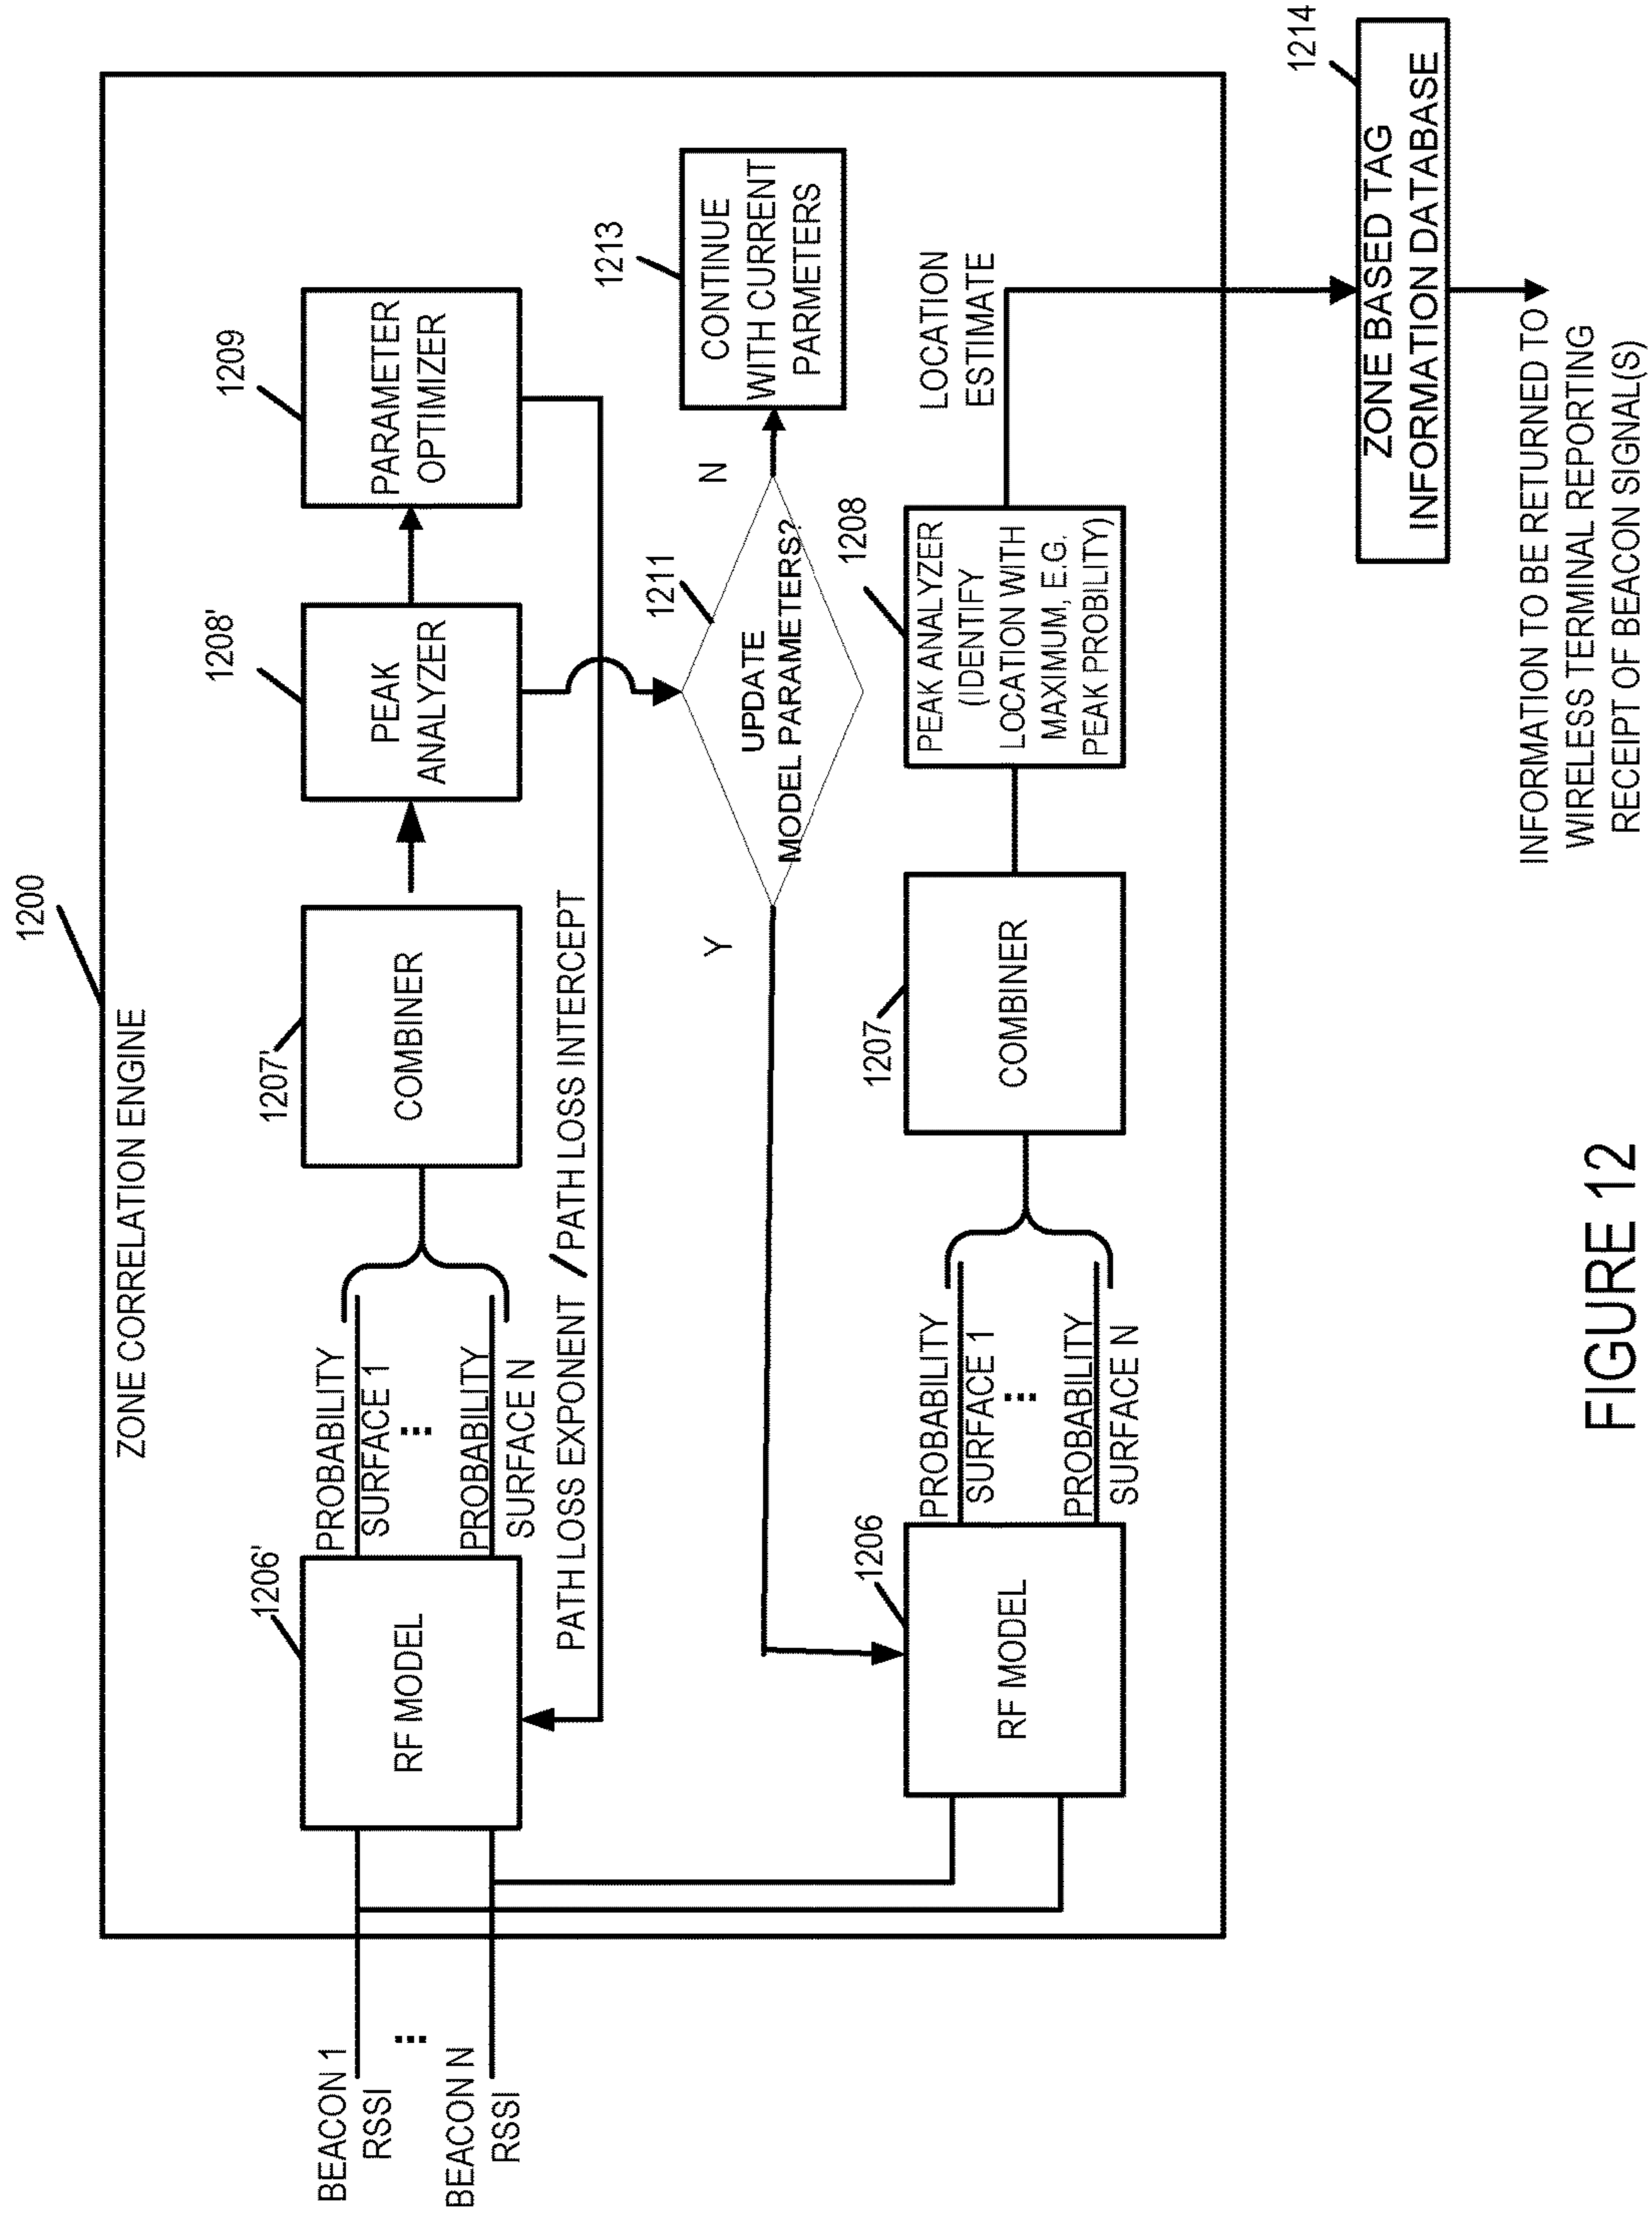 1200
ZONE CORRELATION ENGINE
BEACON 1
RSSI
...
BEACON N
RSSI
1206'
RF MODEL
PROBABILITY
SURFACE 1
...
PROBABILITY
SURFACE N
1207'
COMBINER
1208'
PEAK
ANALYZER
1209
PARAMETER
OPTIMIZER
PATH LOSS EXPONENT / PATH LOSS INTERCEPT
1211
UPDATE
MODEL PARAMETERS?
Y
N
1213
CONTINUE
WITH CURRENT
PARMETERS
1206
RF MODEL
PROBABILITY
SURFACE 1
...
PROBABILITY
SURFACE N
1207
COMBINER
1208
PEAK ANALYZER
(IDENTIFY
LOCATION WITH
MAXIMUM, E.G.
PEAK PROBILITY)
LOCATION
ESTIMATE
1214
ZONE BASED TAG
INFORMATION DATABASE
INFORMATION TO BE RETURNED TO
WIRELESS TERMINAL REPORTING
RECEIPT OF BEACON SIGNAL(S)
FIGURE 12